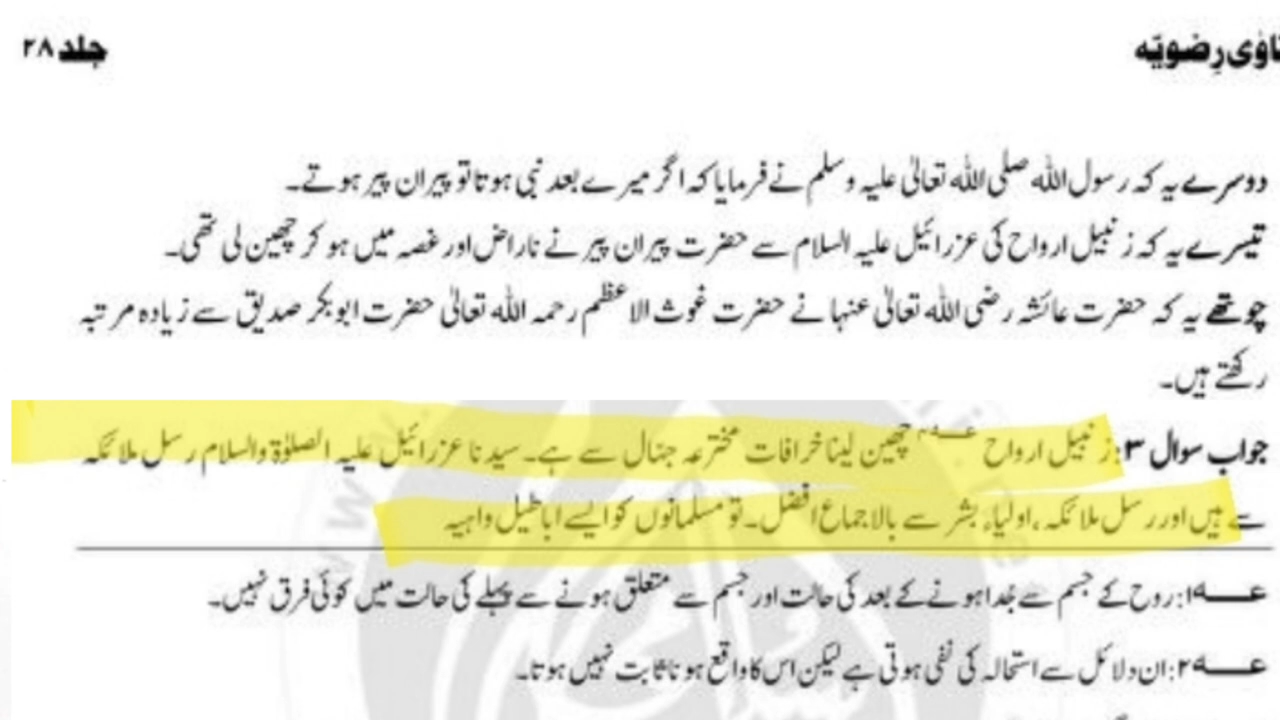 فتاوٰی رضویّہ جلد ۲۸
دوسرے یہ کہ رسول اللہ صلی اللہ تعالیٰ علیہ وسلم نے فرمایا کہ اگر میرے بعد نبی ہوتا تو پیران پیر ہوتے۔
تیسرے یہ کہ زنبیل ارواح کی عزرائیل علیہ السلام سے حضرت پیران پیر نے ناراض اور غصہ میں ہو کر چھین لی تھی۔
چوتھے یہ کہ حضرت عائشہ رضی اللہ تعالیٰ عنہا نے حضرت غوث الاعظم رحمہ اللہ تعالیٰ حضرت ابوبکر صدیق سے زیادہ مرتبہ
رکھتے ہیں۔
جواب سوال ۳: زنبیل ارواح عـــہ چھین لینا خرافات مخترعہ جہال سے ہے۔ سیدنا عزرائیل علیہ الصلوٰۃ والسلام رسل ملائکہ
سے ہیں اور رسل ملائکہ، اولیاء بشر سے بالاجماع افضل۔ تو مسلمانوں کو ایسے اباطیل واہیہ
عـــہ۱: روح کے جسم سے جُدا ہونے کے بعد کی حالت اور جسم سے متعلق ہونے سے پہلے کی حالت میں کوئی فرق نہیں۔
عـــہ۲: ان دلائل سے استحالہ کی نفی ہوتی ہے لیکن اس کا واقع ہونا ثابت نہیں ہوتا۔